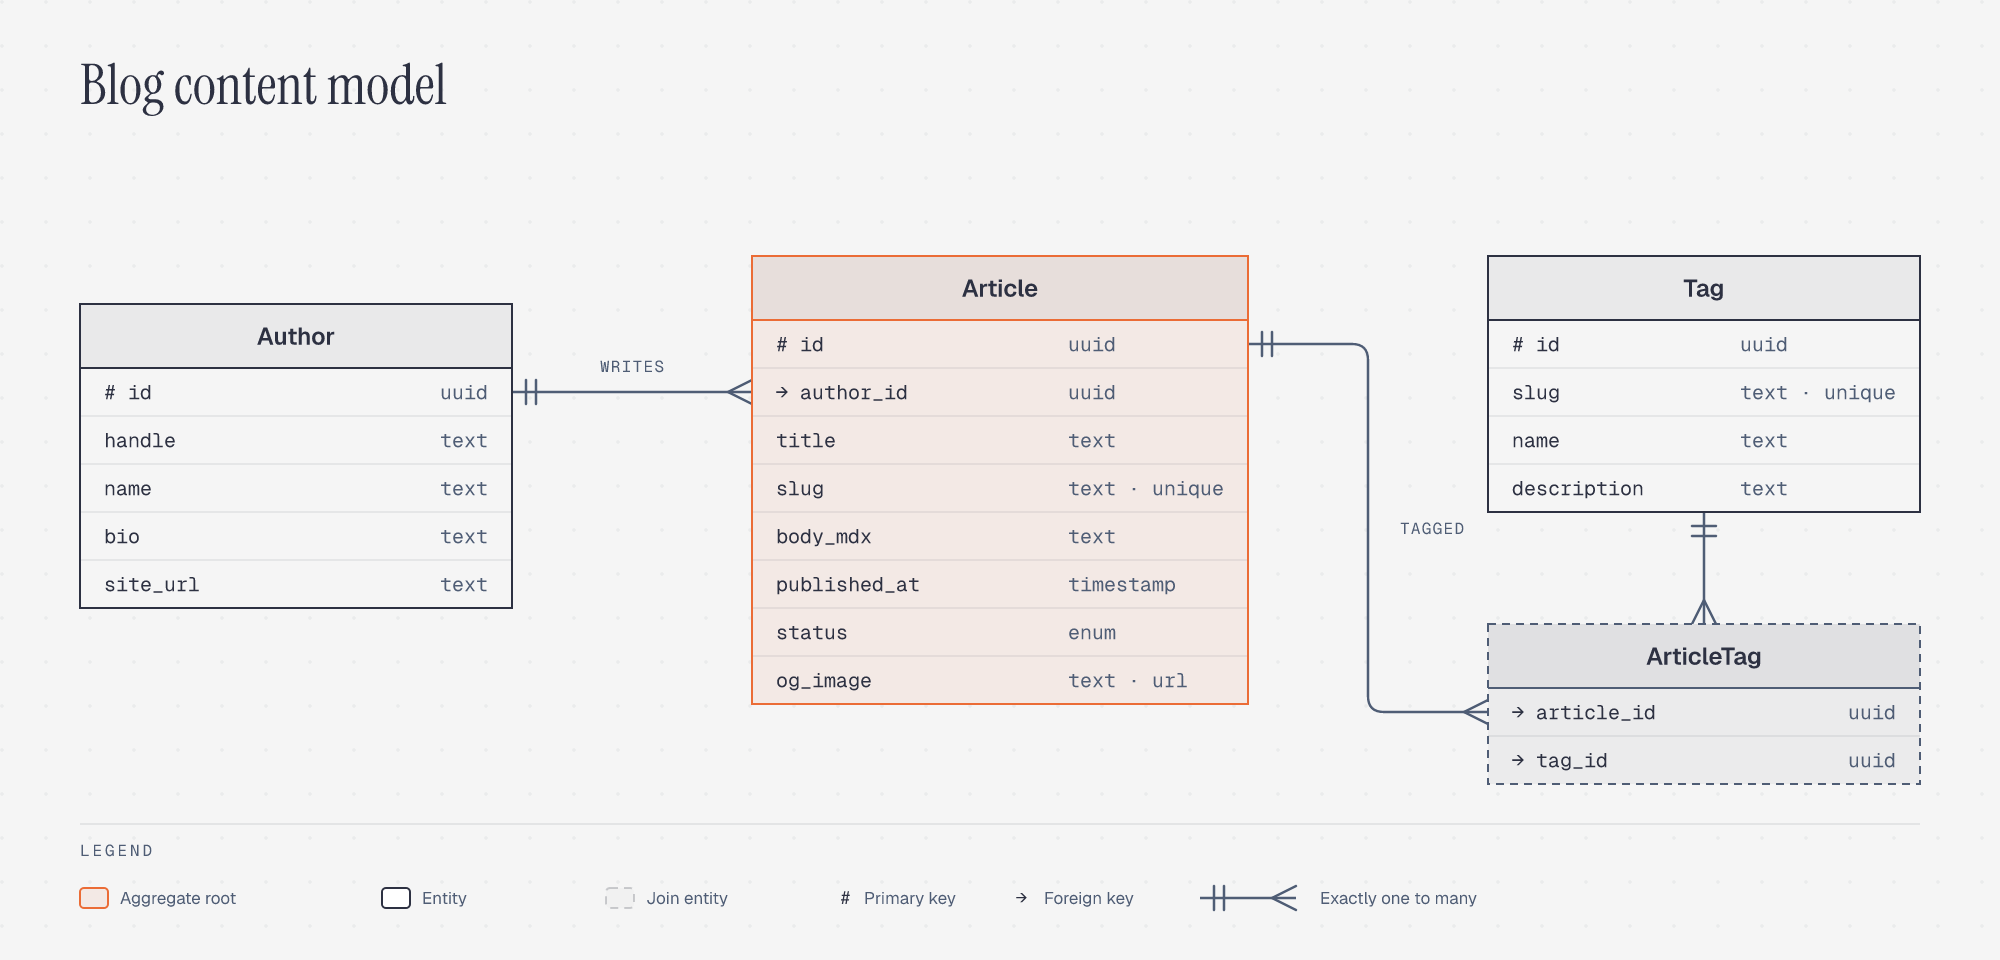 Blog content model
Author
# id uuid
handle text
name text
bio text
site_url text
WRITES
Article
# id uuid
→ author_id uuid
title text
slug text · unique
body_mdx text
published_at timestamp
status enum
og_image text · url
TAGGED
Tag
# id uuid
slug text · unique
name text
description text
ArticleTag
→ article_id uuid
→ tag_id uuid
LEGEND
Aggregate root
Entity
Join entity
# Primary key
→ Foreign key
Exactly one to many